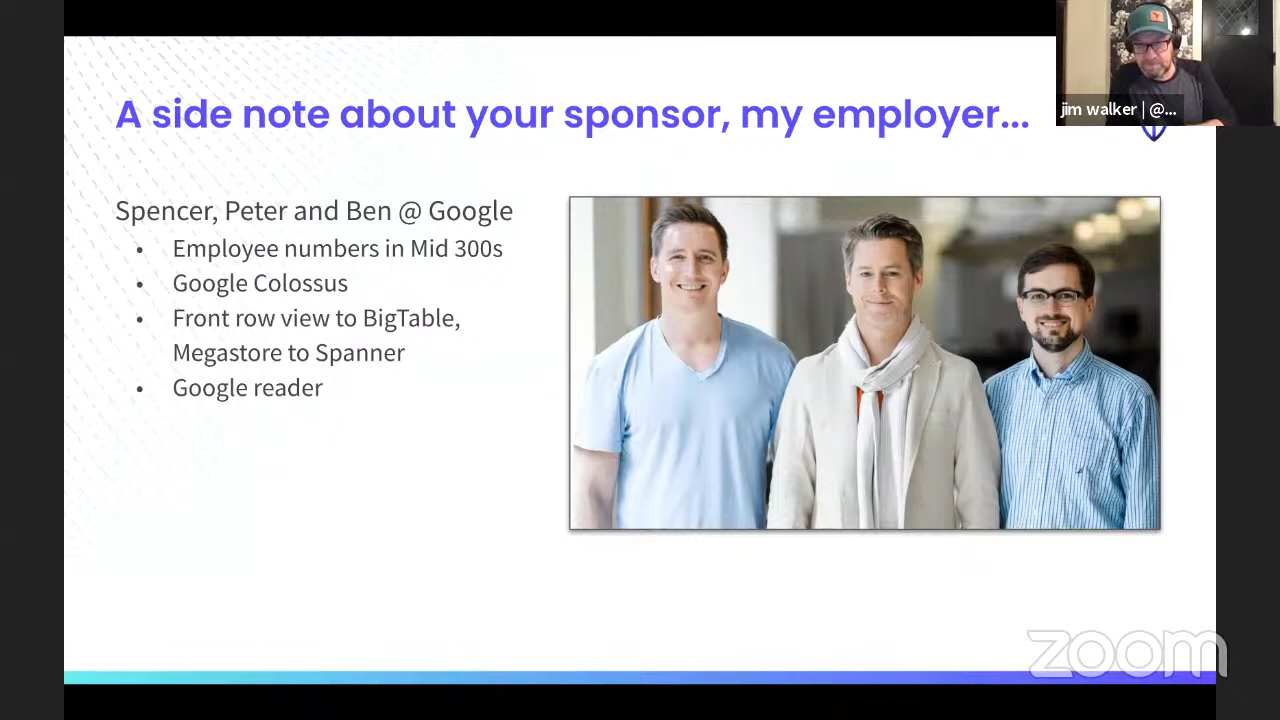 A side note about your sponsor, my employer...
jim walker | @...
Spencer, Peter and Ben @ Google
• Employee numbers in Mid 300s
• Google Colossus
• Front row view to BigTable,
Megastore to Spanner
• Google reader
zoom